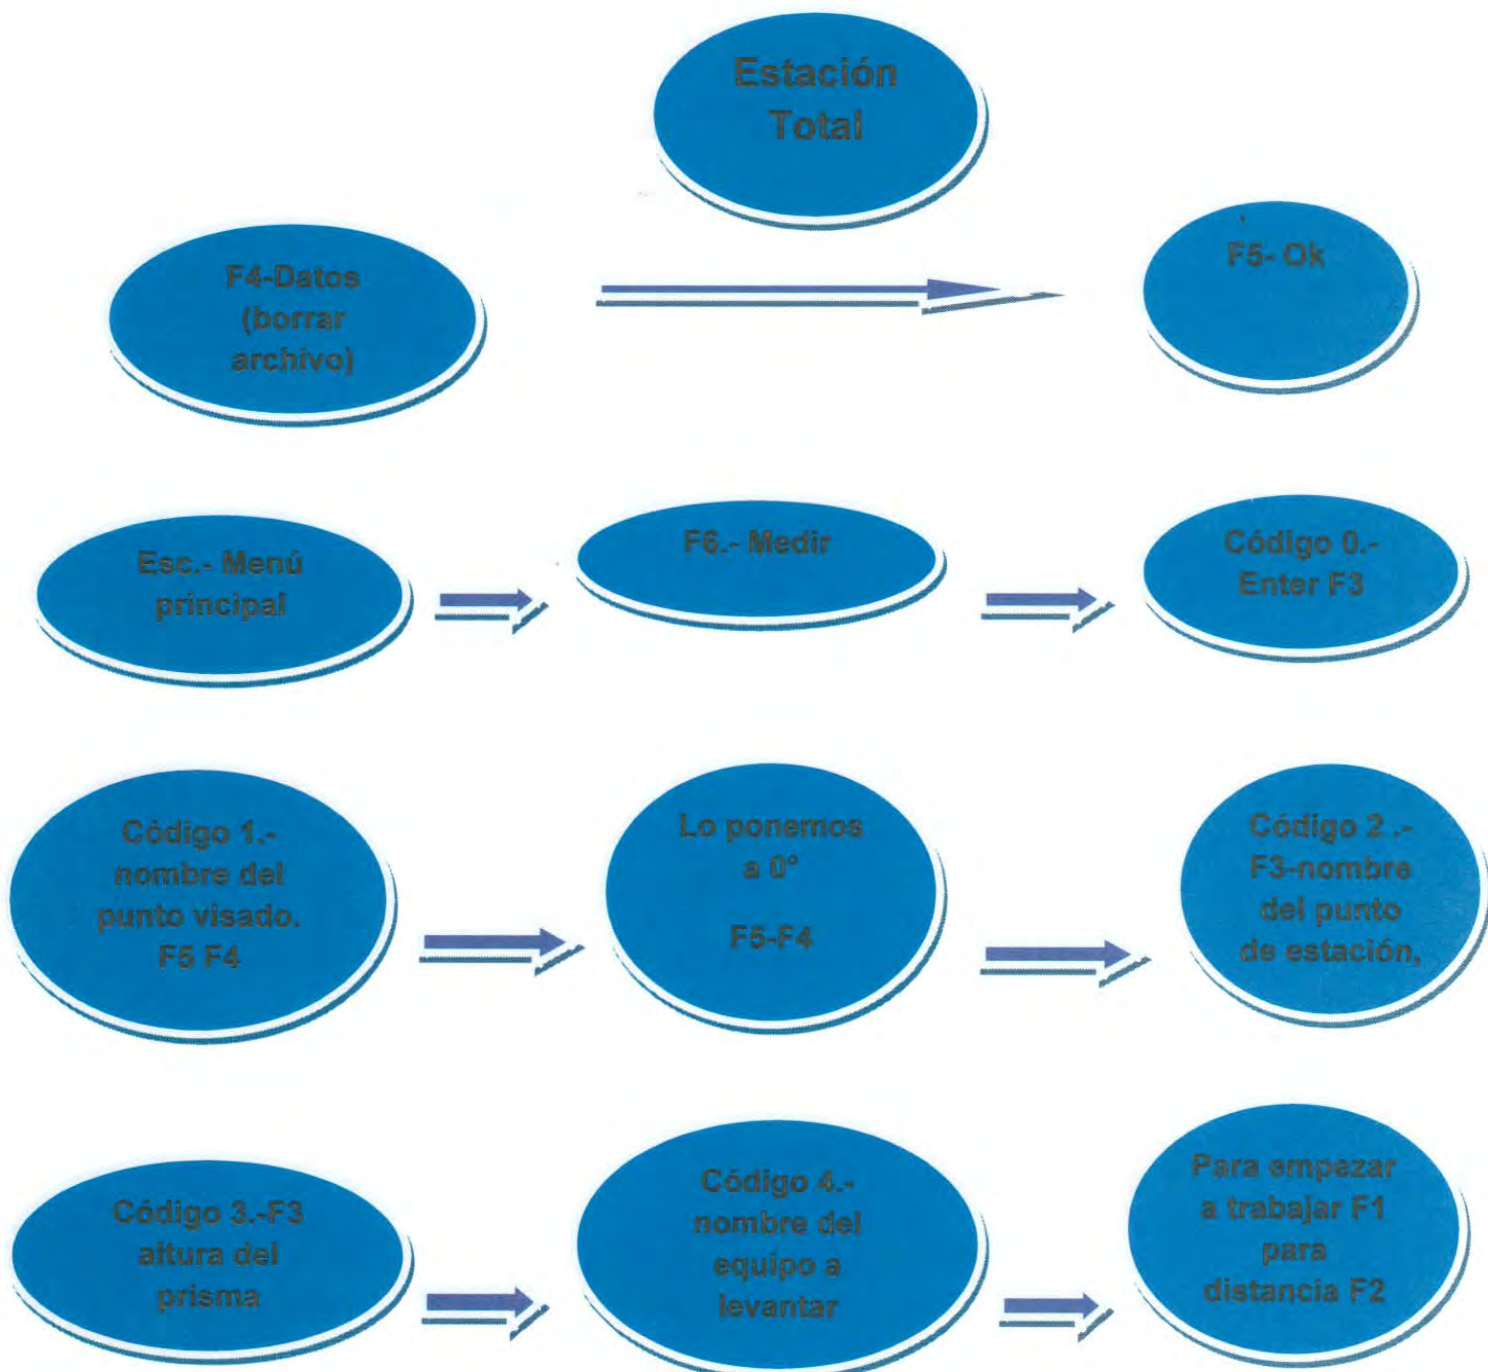 Estación
Total
F4-Datos
(borrar
archivo)
F5- Ok
Esc.- Menú
principal
F6.- Medir
Código 0.-
Enter F3
Código 1.-
nombre del
punto visado.
F5 F4
Lo ponemos
a 0°
F5-F4
Código 2 .-
F3-nombre
del punto
de estación,
Código 3.-F3
altura del
prisma
Código 4.-
nombre del
equipo a
levantar
Para empezar
a trabajar F1
para
distancia F2